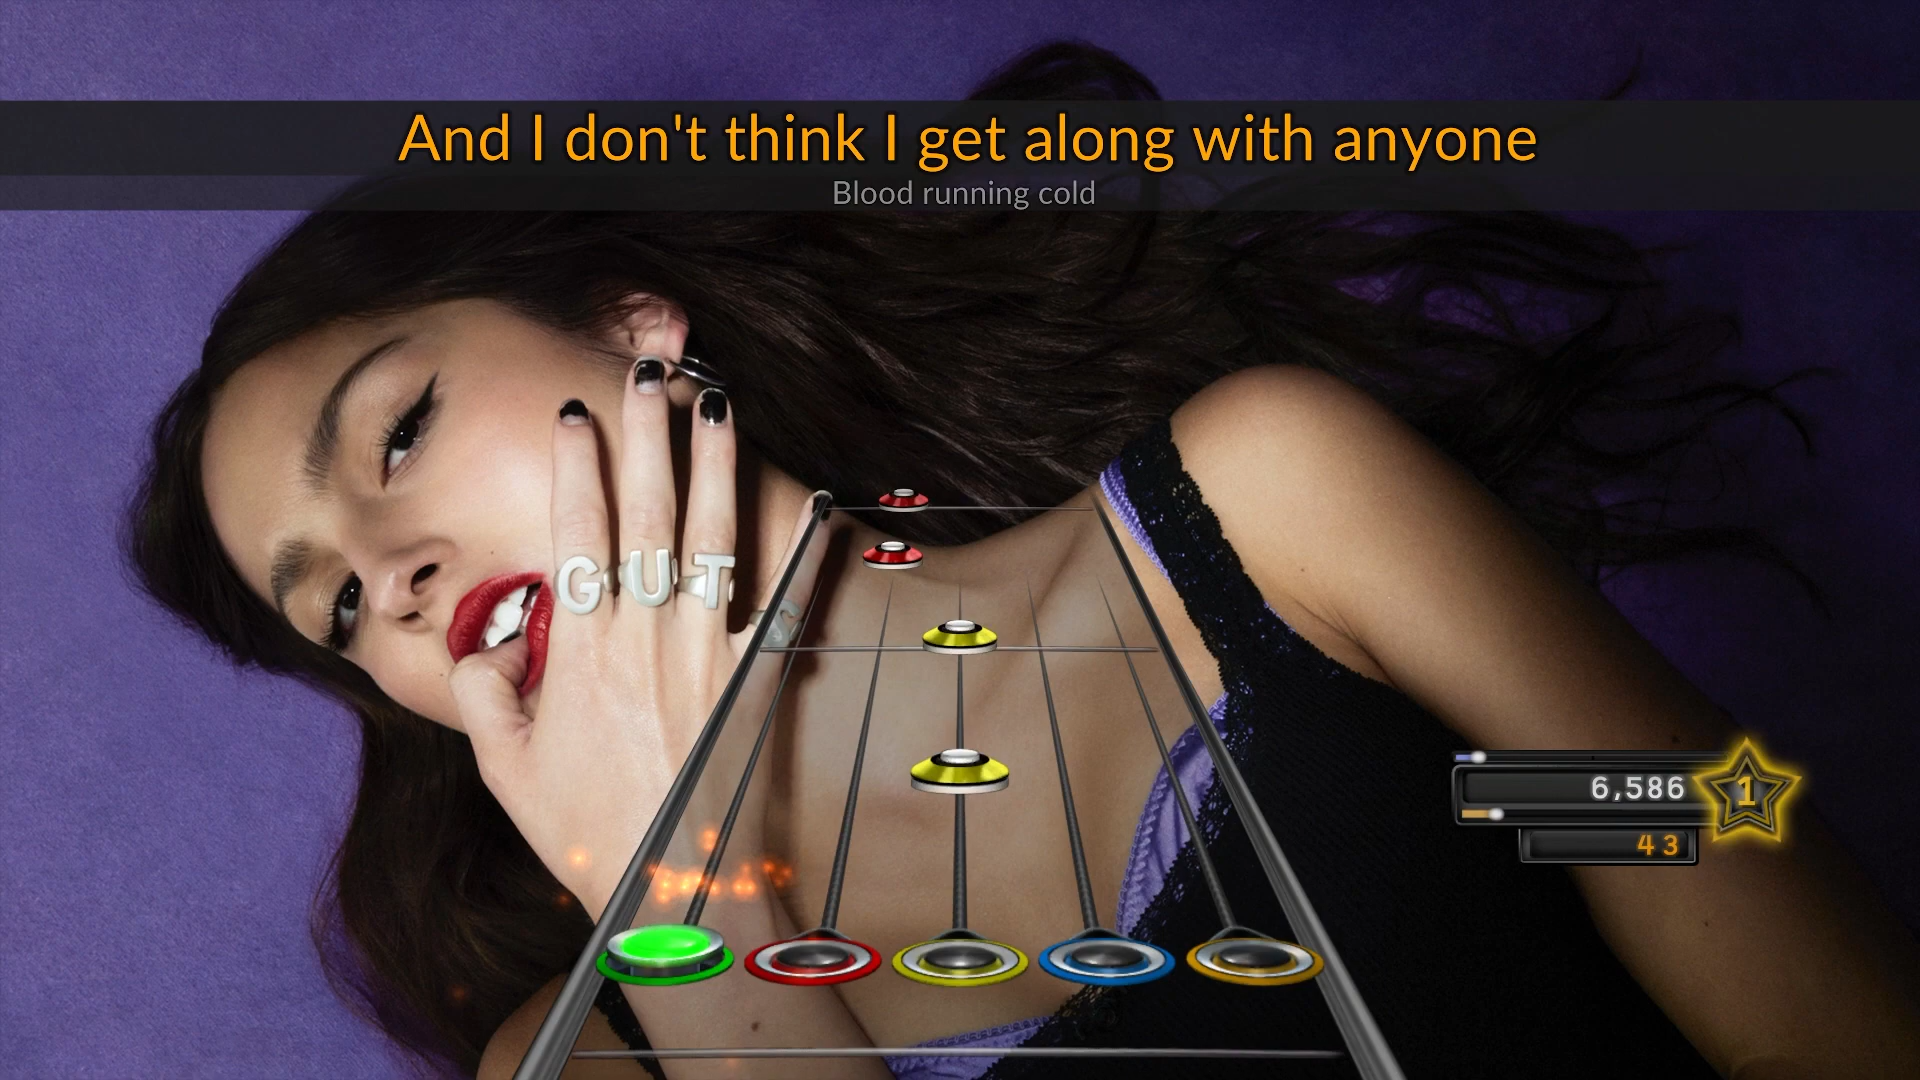 And I don't think I get along with anyone
Blood running cold
GUTS
6,586
1
43